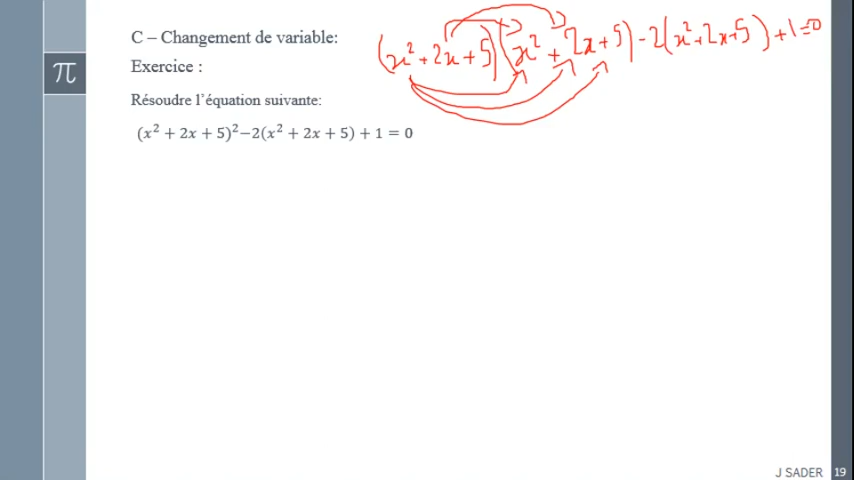 C – Changement de variable:
(x² + 2x + 5)(x² + 2x + 5) - 2(x² + 2x + 5) + 1 = 0
π
Exercice :
Résoudre l'équation suivante:
(x² + 2x + 5)²−2(x² + 2x + 5) + 1 = 0
J SADER 19